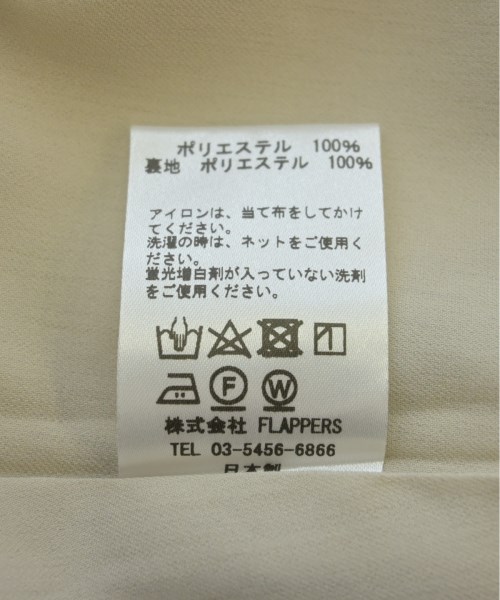 ポリエステル 100%
裏地 ポリエステル 100%
アイロンは、当て布をしてかけ
てください。
洗濯の時は、ネットをご使用く
ださい。
蛍光増白剤が入っていない洗剤
をご使用ください。
F W
株式会社 FLAPPERS
TEL 03-5456-6866
日本製